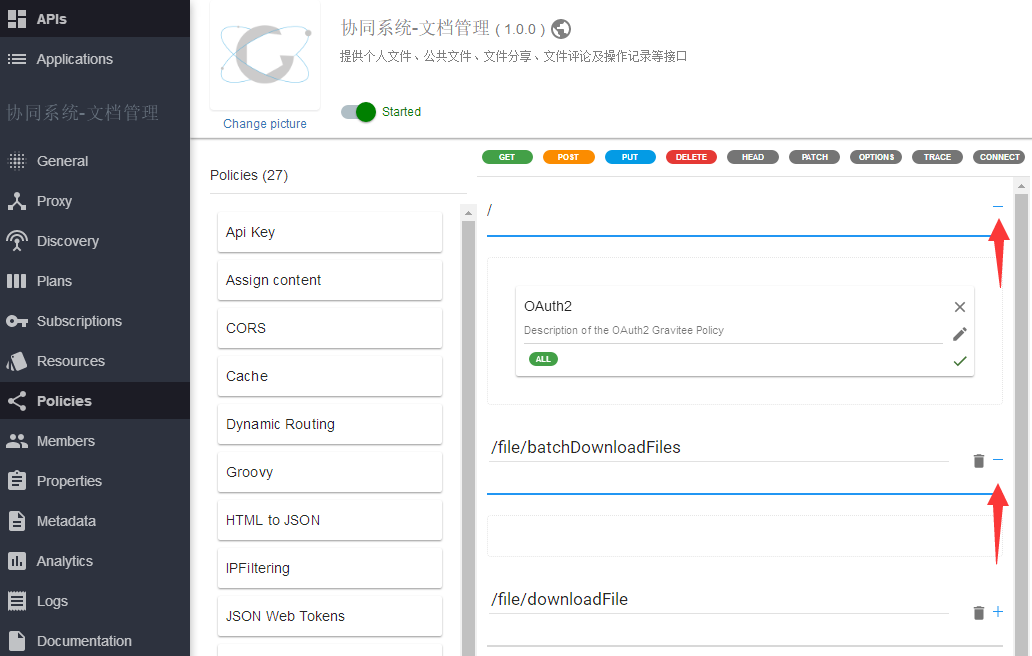 APIs
Applications
协同系统-文档管理
General
Proxy
Discovery
Plans
Subscriptions
Resources
Policies
Members
Properties
Metadata
Analytics
Logs
Documentation
Change picture
协同系统-文档管理 ( 1.0.0 )
提供个人文件、公共文件、文件分享、文件评论及操作记录等接口
Started
Policies (27)
Api Key
Assign content
CORS
Cache
Dynamic Routing
Groovy
HTML to JSON
IPFiltering
JSON Web Tokens
GET POST PUT DELETE HEAD PATCH OPTIONS TRACE CONNECT
/
OAuth2
Description of the OAuth2 Gravitee Policy
ALL
/file/batchDownloadFiles
/file/downloadFile